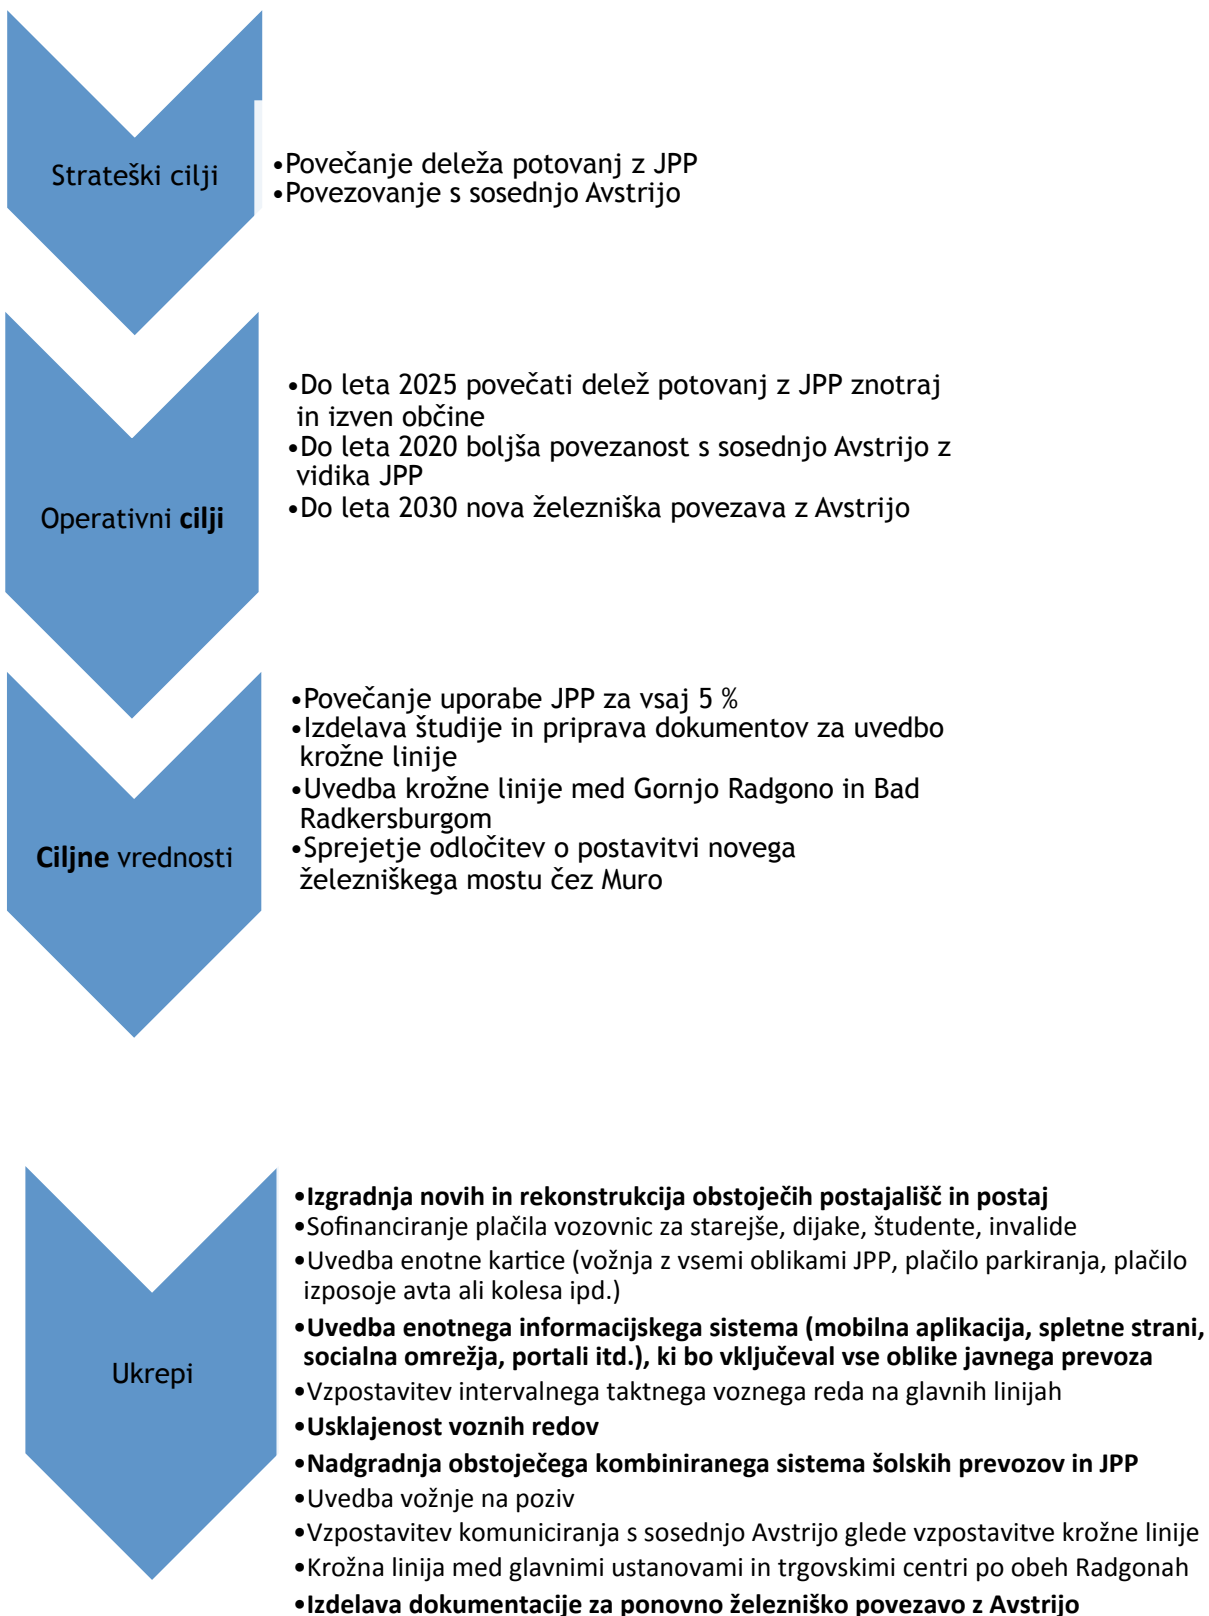 Strateški cilji
•Povečanje deleža potovanj z JPP
•Povezovanje s sosednjo Avstrijo
Operativni cilji
•Do leta 2025 povečati delež potovanj z JPP znotraj
in izven občine
•Do leta 2020 boljša povezanost s sosednjo Avstrijo z
vidika JPP
•Do leta 2030 nova železniška povezava z Avstrijo
Ciljne vrednosti
•Povečanje uporabe JPP za vsaj 5 %
•Izdelava študije in priprava dokumentov za uvedbo
krožne linije
•Uvedba krožne linije med Gornjo Radgono in Bad
Radkersburgom
•Sprejetje odločitev o postavitvi novega
železniškega mostu čez Muro
Ukrepi
•Izgradnja novih in rekonstrukcija obstoječih postajališč in postaj
•Sofinanciranje plačila vozovnic za starejše, dijake, študente, invalide
•Uvedba enotne kartice (vožnja z vsemi oblikami JPP, plačilo parkiranja, plačilo
izposoje avta ali kolesa ipd.)
•Uvedba enotnega informacijskega sistema (mobilna aplikacija, spletne strani,
socialna omrežja, portali itd.), ki bo vključeval vse oblike javnega prevoza
•Vzpostavitev intervalnega taktnega voznega reda na glavnih linijah
•Usklajenost voznih redov
•Nadgradnja obstoječega kombiniranega sistema šolskih prevozov in JPP
•Uvedba vožnje na poziv
•Vzpostavitev komuniciranja s sosednjo Avstrijo glede vzpostavitve krožne linije
•Krožna linija med glavnimi ustanovami in trgovskimi centri po obeh Radgonah
•Izdelava dokumentacije za ponovno železniško povezavo z Avstrijo